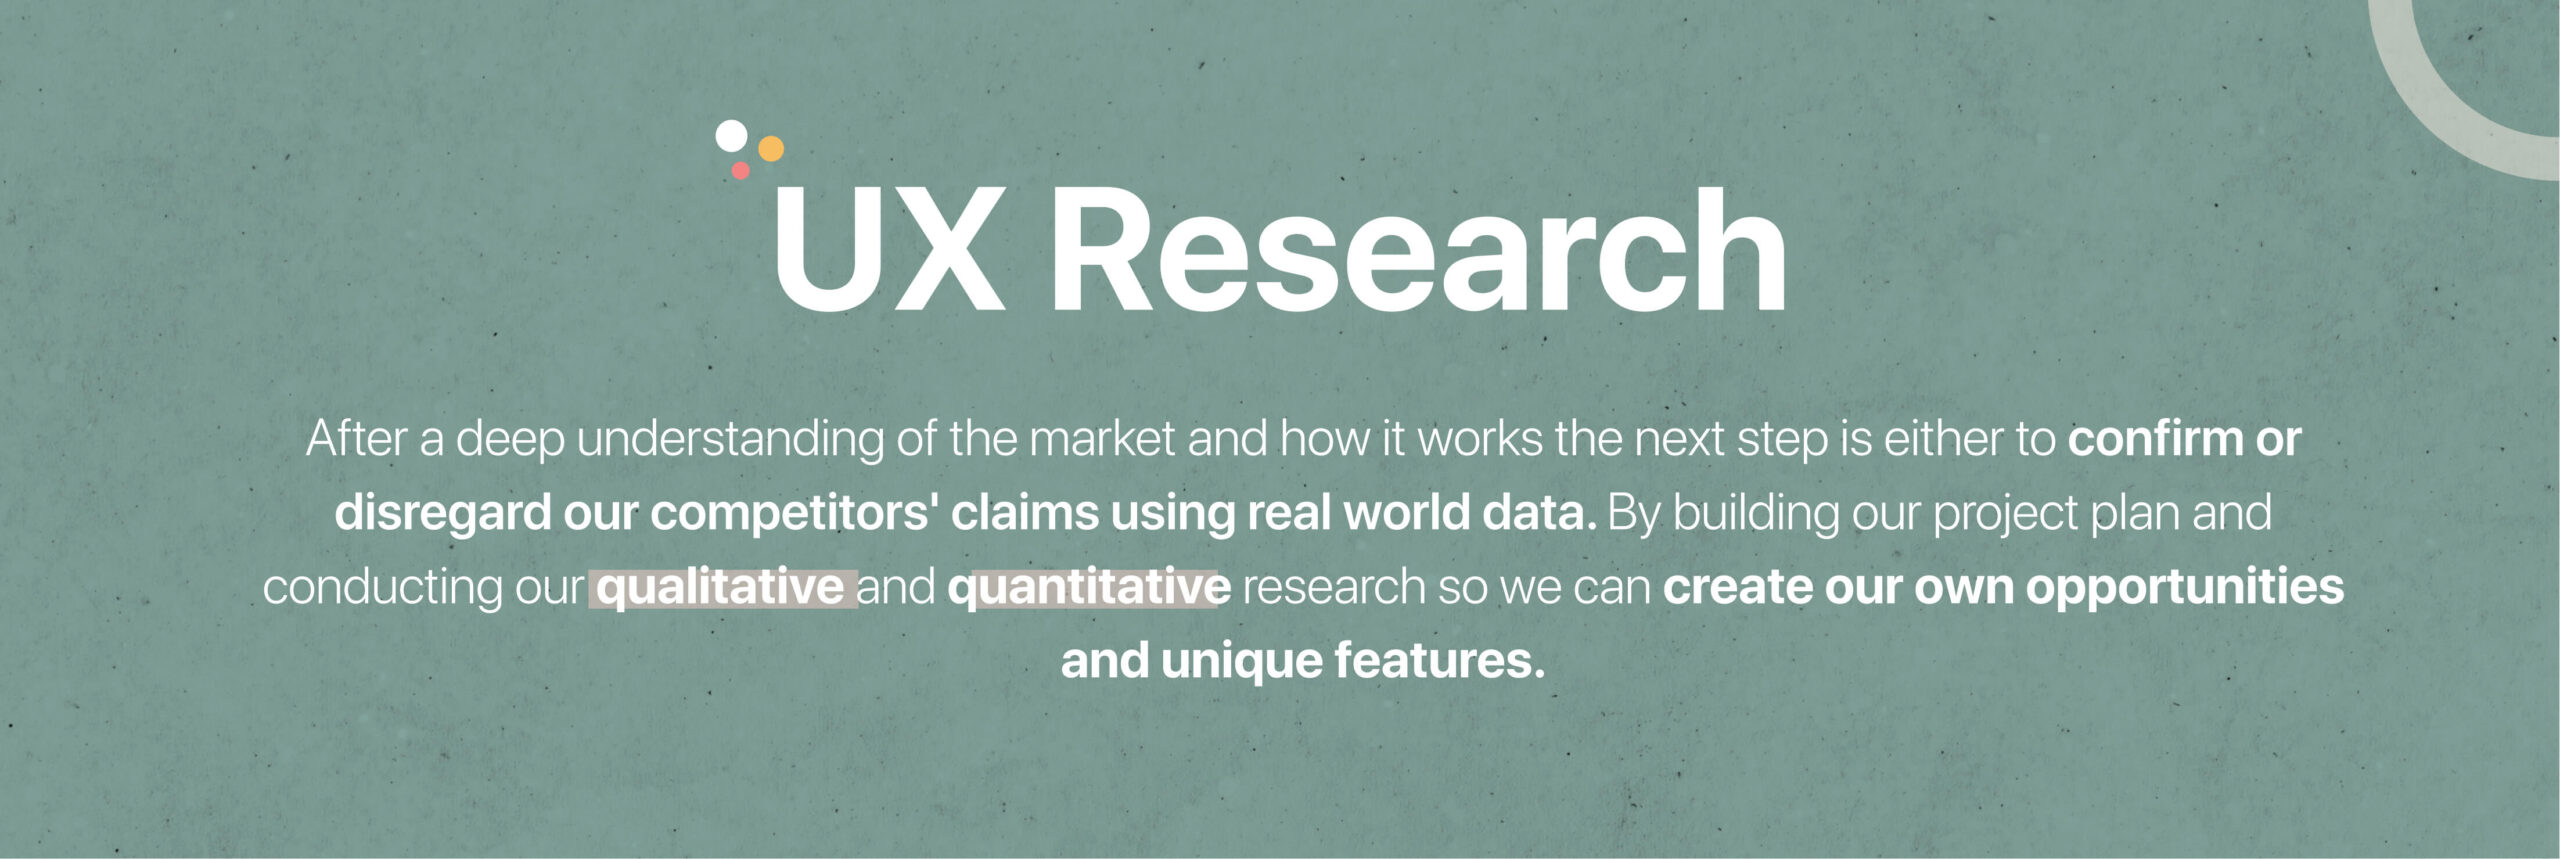 UX Research
After a deep understanding of the market and how it works the next step is either to confirm or
disregard our competitors' claims using real world data. By building our project plan and
conducting our qualitative and quantitative research so we can create our own opportunities
and unique features.